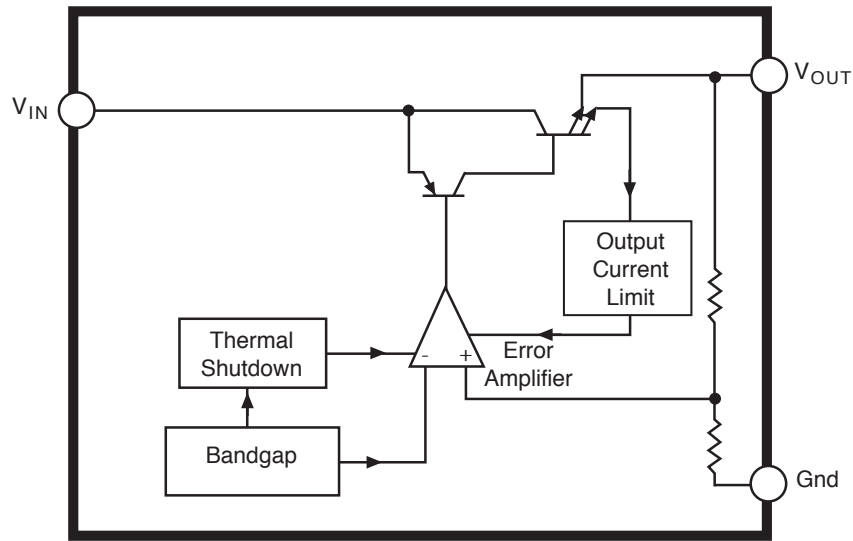 V_OUT
V_IN
Output
Current
Limit
Thermal
Shutdown
- +
Error
Amplifier
Bandgap
Gnd